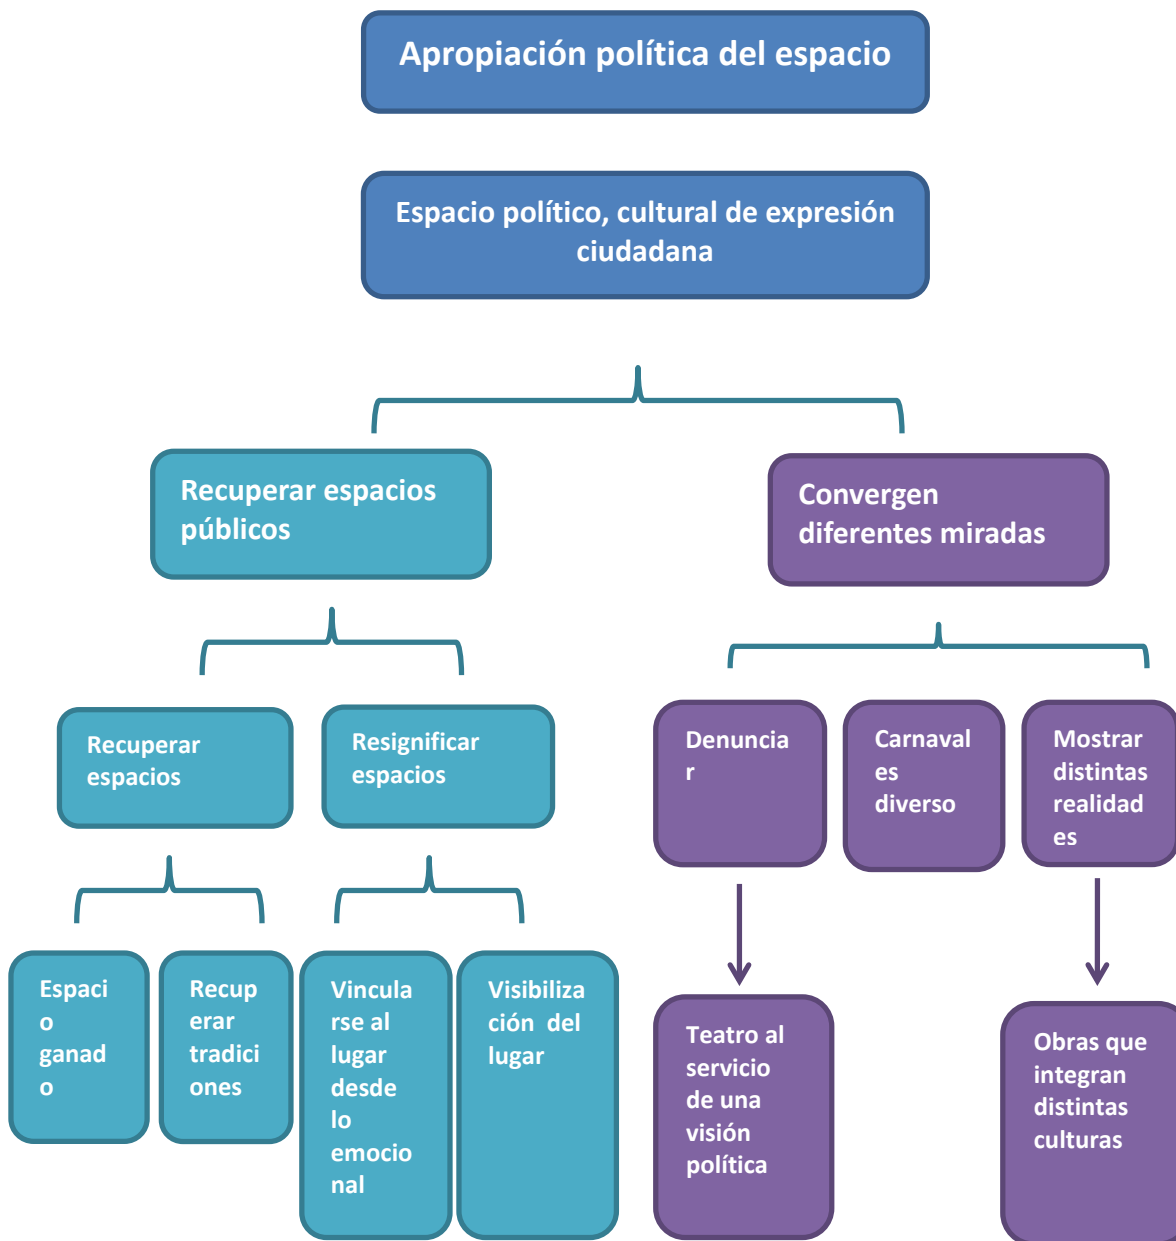 Apropiación política del espacio
Espacio político, cultural de expresión
ciudadana
Recuperar espacios
públicos
Convergen
diferentes miradas
Recuperar
espacios
Resignificar
espacios
Denuncia
r
Carnaval
es
diverso
Mostrar
distintas
realidad
es
Espaci
o
ganad
o
Recup
erar
tradici
ones
Vincula
rse al
lugar
desde
lo
emocio
nal
Visibiliza
ción  del
lugar
Teatro al
servicio
de una
visión
política
Obras que
integran
distintas
culturas